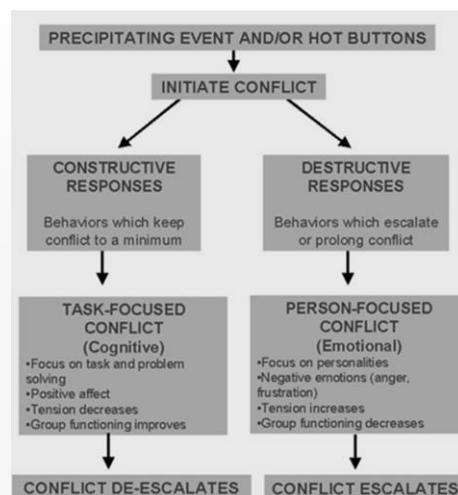 PRECIPITATING EVENT AND/OR HOT BUTTONS
INITIATE CONFLICT
CONSTRUCTIVE
RESPONSES
Behaviors which keep
conflict to a minimum
DESTRUCTIVE
RESPONSES
Behaviors which escalate
or prolong conflict
TASK-FOCUSED
CONFLICT
(Cognitive)
•Focus on task and problem
solving
•Positive affect
•Tension decreases
•Group functioning improves
PERSON-FOCUSED
CONFLICT
(Emotional)
•Focus on personalities
•Negative emotions (anger,
frustration)
•Tension increases
•Group functioning decreases
CONFLICT DE-ESCALATES
CONFLICT ESCALATES